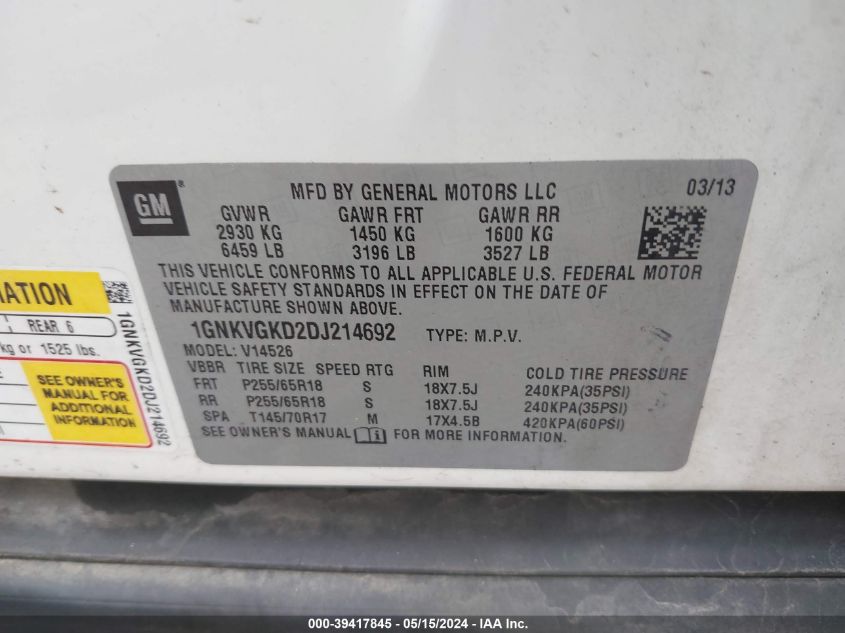 GM
®
MFD BY GENERAL MOTORS LLC
03/13
GVWR GAWR FRT GAWR RR
2930 KG 1450 KG 1600 KG
6459 LB 3196 LB 3527 LB
THIS VEHICLE CONFORMS TO ALL APPLICABLE U.S. FEDERAL MOTOR
VEHICLE SAFETY STANDARDS IN EFFECT ON THE DATE OF
MANUFACTURE SHOWN ABOVE.
1GNKVGKD2DJ214692 TYPE: M.P.V.
MODEL: V14526
VBBR TIRE SIZE SPEED RTG RIM COLD TIRE PRESSURE
FRT P255/65R18 S 18X7.5J 240KPA(35PSI)
RR P255/65R18 S 18X7.5J 240KPA(35PSI)
SPA T145/70R17 M 17X4.5B 420KPA(60PSI)
SEE OWNER'S MANUAL FOR MORE INFORMATION.
MATION
REAR 6
kg or 1525 lbs.
SEE OWNER'S
MANUAL FOR
ADDITIONAL
INFORMATION
1GNKVGKD2DJ214692
000-39417845 - 05/15/2024 - IAA Inc.